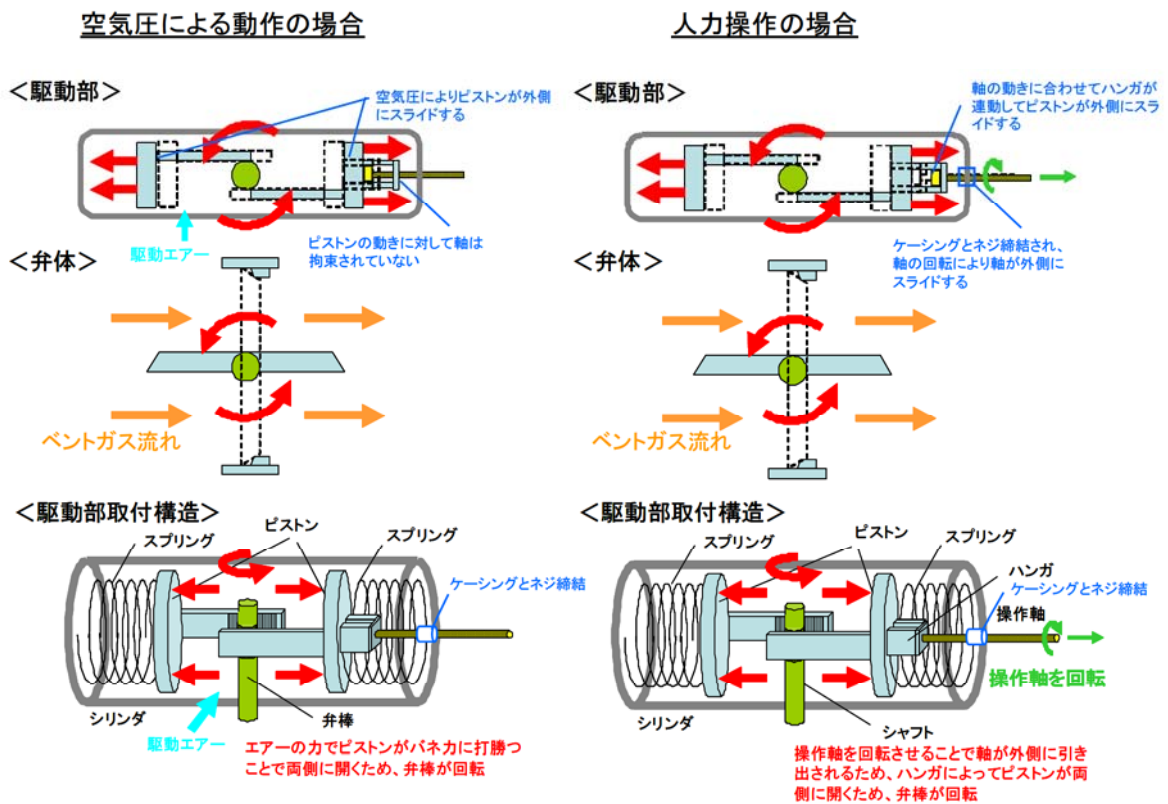 空気圧による動作の場合
＜駆動部＞
空気圧によりピストンが外側
にスライドする
駆動エアー
ピストンの動きに対して軸は
拘束されていない
＜弁体＞
ベントガス流れ
＜駆動部取付構造＞
スプリング
ピストン
スプリング
ケーシングとネジ締結
シリンダ
弁棒
駆動エアー
エアーの力でピストンがバネ力に打勝つ
ことで両側に開くため、弁棒が回転
人力操作の場合
＜駆動部＞
軸の動きに合わせてハンガが
連動してピストンが外側にスラ
イドする
ケーシングとネジ締結され、
軸の回転により軸が外側に
スライドする
＜弁体＞
ベントガス流れ
＜駆動部取付構造＞
スプリング
ピストン
スプリング
ハンガ
ケーシングとネジ締結
操作軸
操作軸を回転
シリンダ
シャフト
操作軸を回転させることで軸が外側に引き
出されるため、ハンガによってピストンが両
側に開くため、弁棒が回転